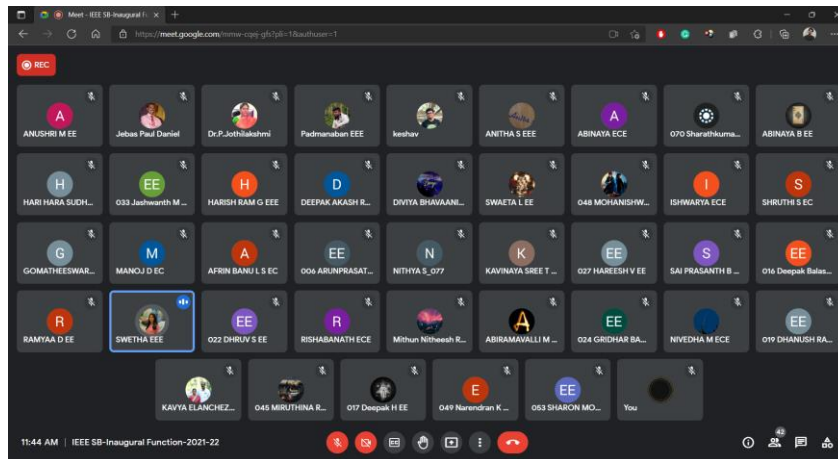 Meet - IEEE SB-Inaugural Fu
https://meet.google.com/mmw-cqej-gfs?pli=1&authuser=1
REC
A
ANUSHRI M EE
Jebas Paul Daniel
Dr.P.Jothilakshmi
Padmanaban EEE
keshav
Anitha
ANITHA S EEE
A
ABINAYA ECE
070 Sharathkuma...
ABINAYA B EE
H
HARI HARA SUDH...
EE
033 Jashwanth M ...
H
HARISH RAM G EEE
D
DEEPAK AKASH R...
DIVIYA BHAVAANI...
SWAETA L EE
048 MOHANISHW...
I
ISHWARYA ECE
S
SHRUTHI S EC
G
GOMATHEESWAR...
M
MANOJ D EC
A
AFRIN BANU L S EC
EE
006 ARUNPRASAT...
N
NITHYA S_077
K
KAVINAYA SREE T ...
EE
027 HAREESH V EE
S
SAI PRASANTH B ...
EE
016 Deepak Balas...
R
RAMYAA D EE
SWETHA EEE
EE
022 DHRUV S EE
R
RISHABANATH ECE
Mithun Nitheesh R...
A
ABIRAMAVALLI M ...
EE
024 GRIDHAR BA...
NIVEDHA M ECE
EE
019 DHANUSH RA...
KAVYA ELANCHEZ...
045 MIRUTHINA R...
017 Deepak H EE
E
049 Narendran K ...
EE
053 SHARON MO...
You
11:44 AM | IEEE SB-Inaugural Function-2021-22
42